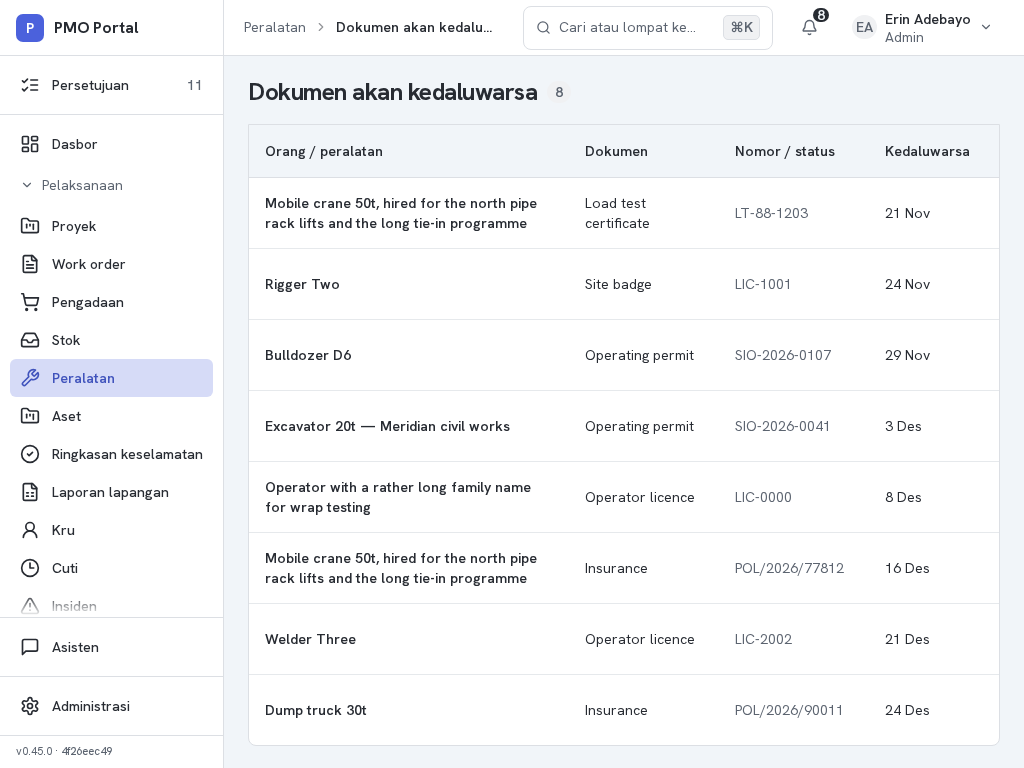 P PMO Portal
Peralatan > Dokumen akan kedalu...
Cari atau lompat ke... ⌘K
8
EA Erin Adebayo
Admin
Persetujuan 11
Dasbor
Pelaksanaan
Proyek
Work order
Pengadaan
Stok
Peralatan
Aset
Ringkasan keselamatan
Laporan lapangan
Kru
Cuti
Insiden
Asisten
Administrasi
v0.45.0 · 4f26eec49
Dokumen akan kedaluwarsa 8
Orang / peralatan Dokumen Nomor / status Kedaluwarsa
Mobile crane 50t, hired for the north pipe
rack lifts and the long tie-in programme
Load test
certificate
LT-88-1203
21 Nov
Rigger Two Site badge LIC-1001 24 Nov
Bulldozer D6 Operating permit SIO-2026-0107 29 Nov
Excavator 20t — Meridian civil works Operating permit SIO-2026-0041 3 Des
Operator with a rather long family name
for wrap testing
Operator licence LIC-0000 8 Des
Mobile crane 50t, hired for the north pipe
rack lifts and the long tie-in programme
Insurance POL/2026/77812 16 Des
Welder Three Operator licence LIC-2002 21 Des
Dump truck 30t Insurance POL/2026/90011 24 Des